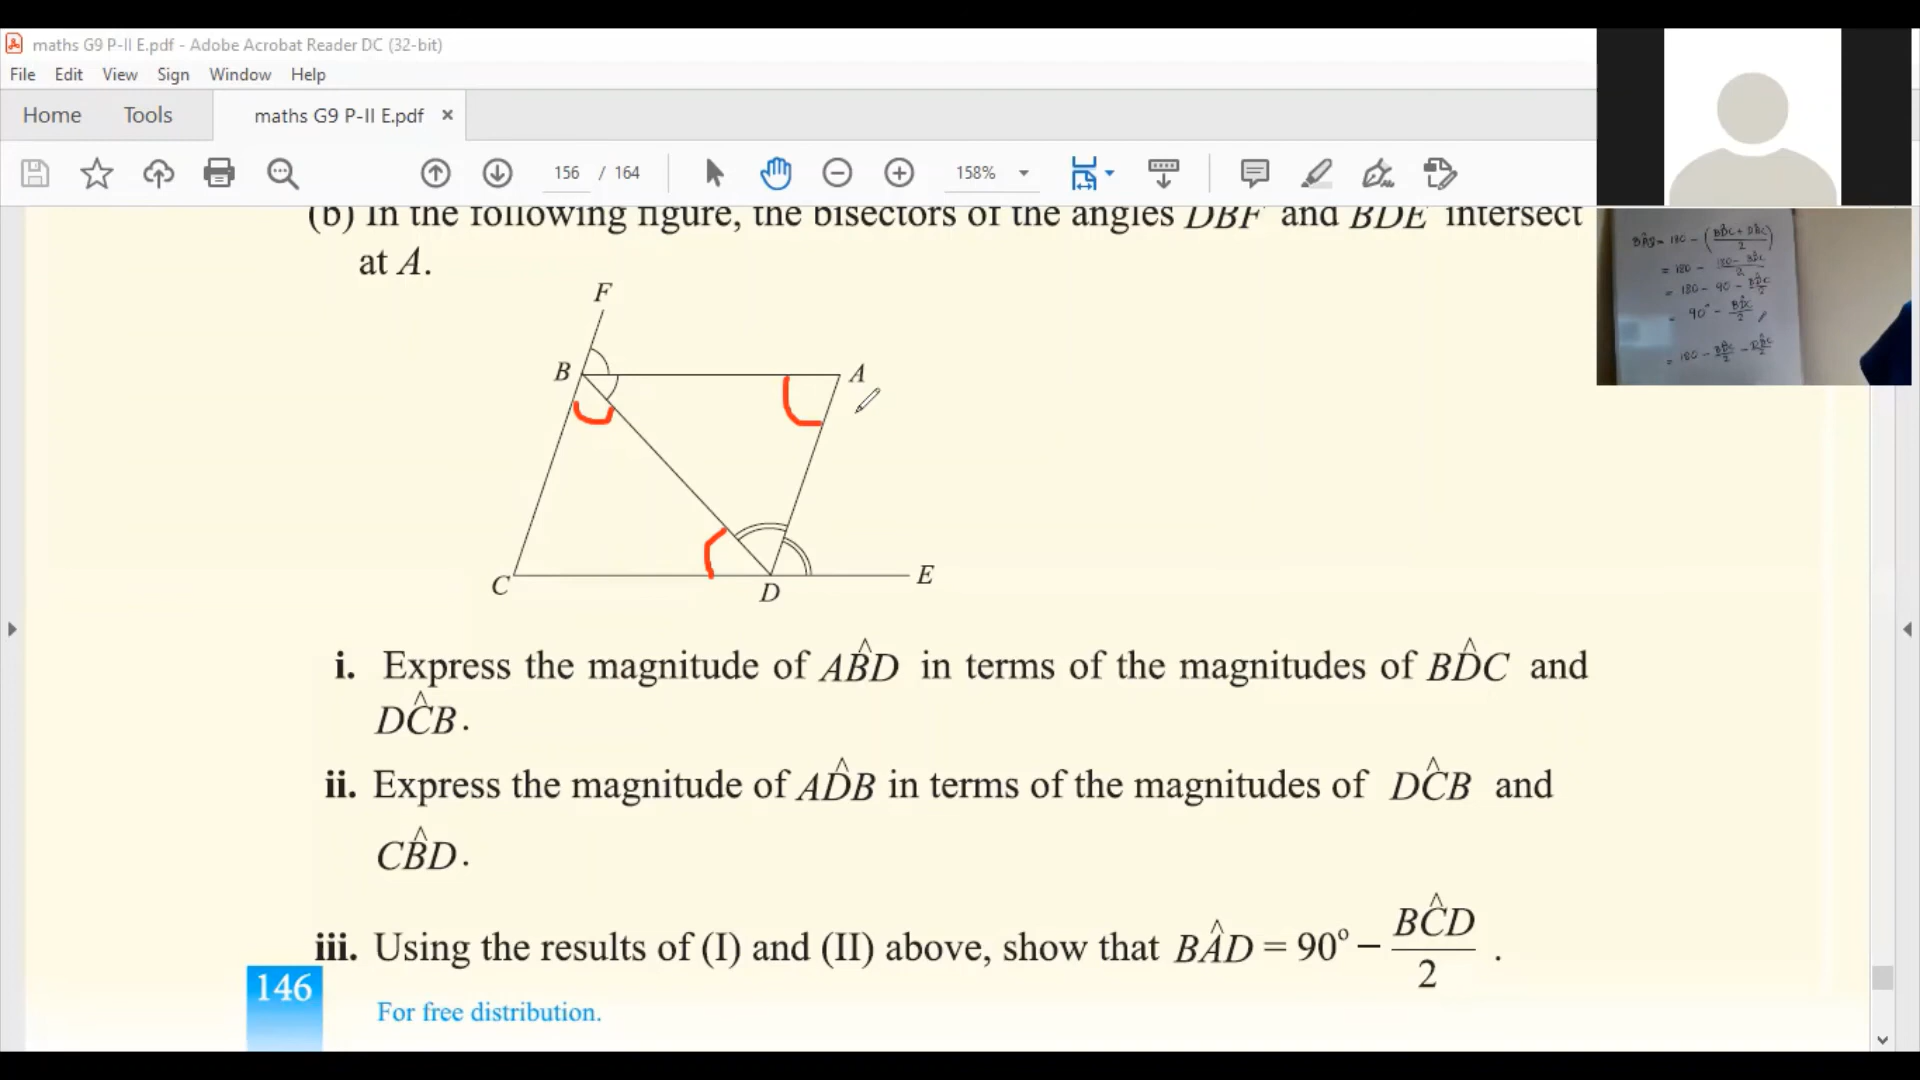 maths G9 P-II E.pdf - Adobe Acrobat Reader DC (32-bit)
File Edit View Sign Window Help
Home Tools maths G9 P-II E.pdf ×
156 / 164 158%
(b) In the following figure, the bisectors of the angles DBF and BDE intersect
at A.
F
B
A
C
D
E
i. Express the magnitude of AB̂D in terms of the magnitudes of BD̂C and
DĈB.
ii. Express the magnitude of AD̂B in terms of the magnitudes of DĈB and
CB̂D.
iii. Using the results of (I) and (II) above, show that BÂD = 90° − BĈD / 2 .
146
For free distribution.